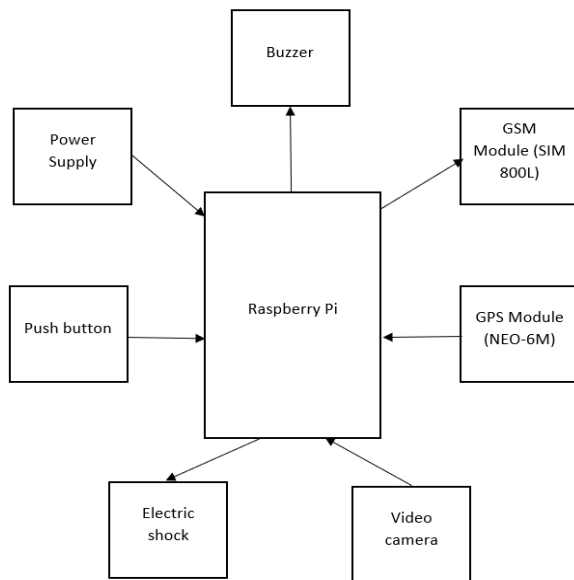 Buzzer
Power
Supply
GSM
Module (SIM
800L)
Push button
Raspberry Pi
GPS Module
(NEO-6M)
Electric
shock
Video
camera